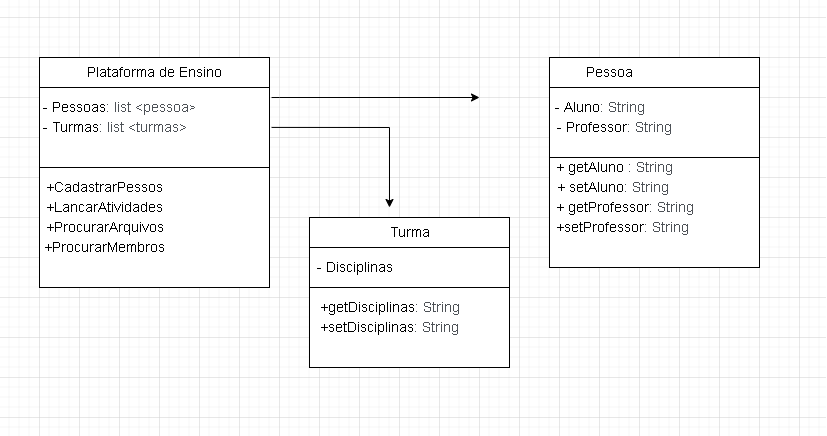 Plataforma de Ensino
- Pessoas: list <pessoa>
- Turmas: list <turmas>
+CadastrarPessos
+LancarAtividades
+ProcurarArquivos
+ProcurarMembros
Turma
- Disciplinas
+getDisciplinas: String
+setDisciplinas: String
Pessoa
- Aluno: String
- Professor: String
+ getAluno : String
+ setAluno: String
+ getProfessor: String
+setProfessor: String